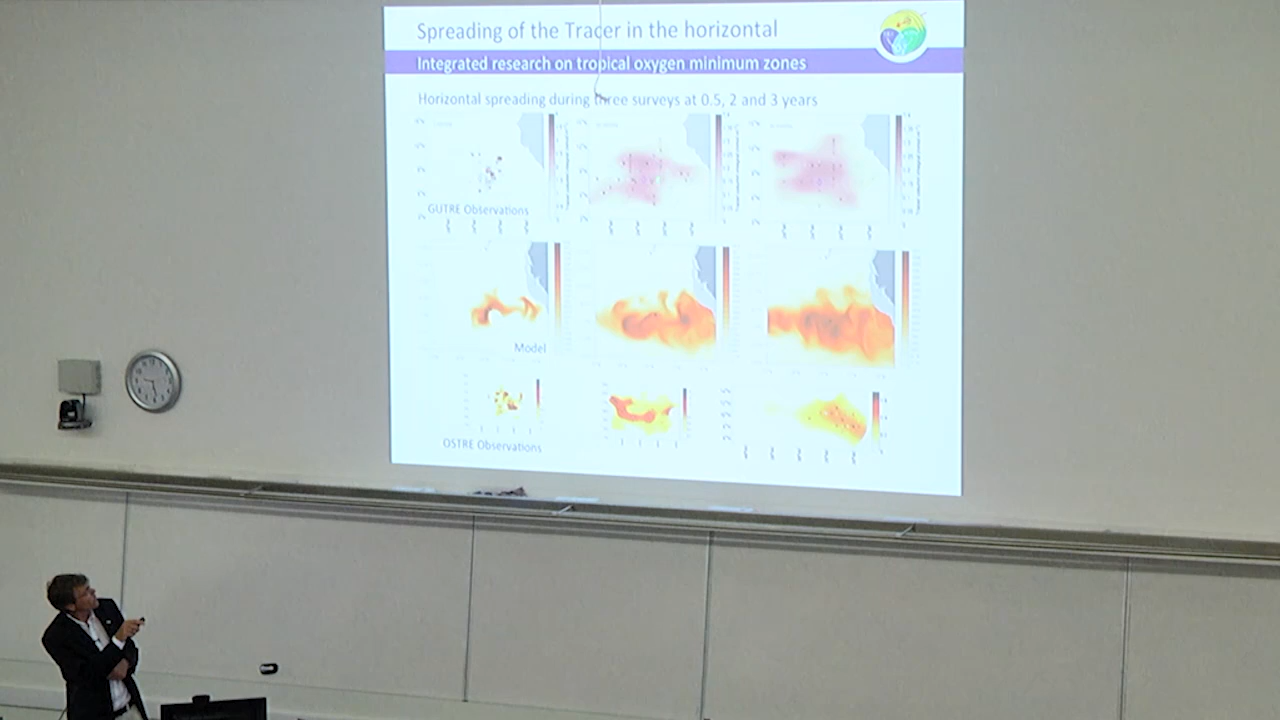 Spreading of the Tracer in the horizontal
Integrated research on tropical oxygen minimum zones
Horizontal spreading during three surveys at 0.5, 2 and 3 years
GUTRE Observations
Model
OSTRE Observations